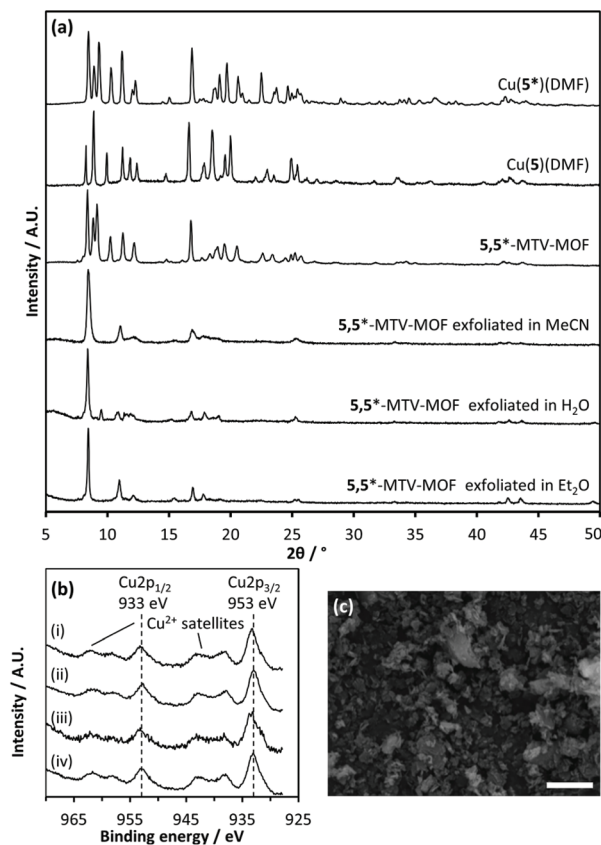 (a)
Cu(5*)(DMF)
Cu(5)(DMF)
5,5*-MTV-MOF
5,5*-MTV-MOF exfoliated in MeCN
5,5*-MTV-MOF exfoliated in H₂O
5,5*-MTV-MOF exfoliated in Et₂O
Intensity / A.U.
5 10 15 20 25 30 35 40 45 50
2θ / °
(b)
Cu2p1/2
933 eV
Cu2p3/2
953 eV
Cu²⁺ satellites
(i)
(ii)
(iii)
(iv)
Intensity / A.U.
965 955 945 935 925
Binding energy / eV
(c)